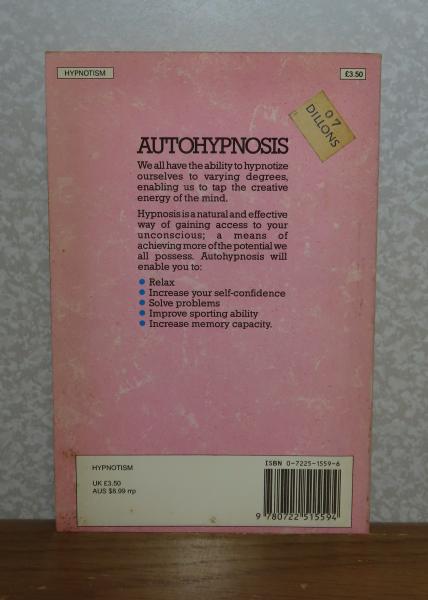 HYPNOTISM
£3.50
07
DILLONS
AUTOHYPNOSIS
We all have the ability to hypnotize
ourselves to varying degrees,
enabling us to tap the creative
energy of the mind.
Hypnosis is a natural and effective
way of gaining access to your
unconscious; a means of
achieving more of the potential we
all possess. Autohypnosis will
enable you to:
● Relax
● Increase your self-confidence
● Solve problems
● Improve sporting ability
● Increase memory capacity.
HYPNOTISM
UK £3.50
AUS $8.99 rrp
ISBN 0-7225-1559-6
9 780722 515594